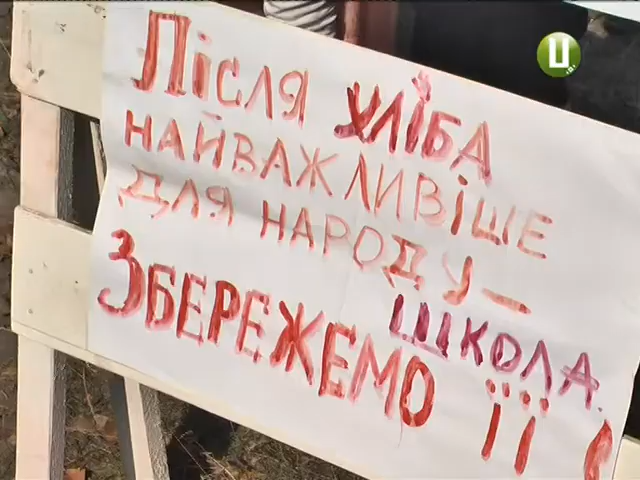 Ц
Після хліба
найважливіше
для народу —
школа.
Збережемо її!